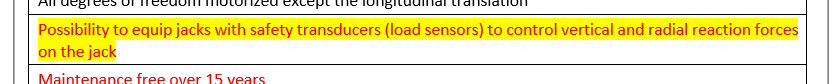 All degrees of freedom motorized except the longitudinal translation
Possibility to equip jacks with safety transducers (load sensors) to control vertical and radial reaction forces
on the jack
Maintenance free over 15 years